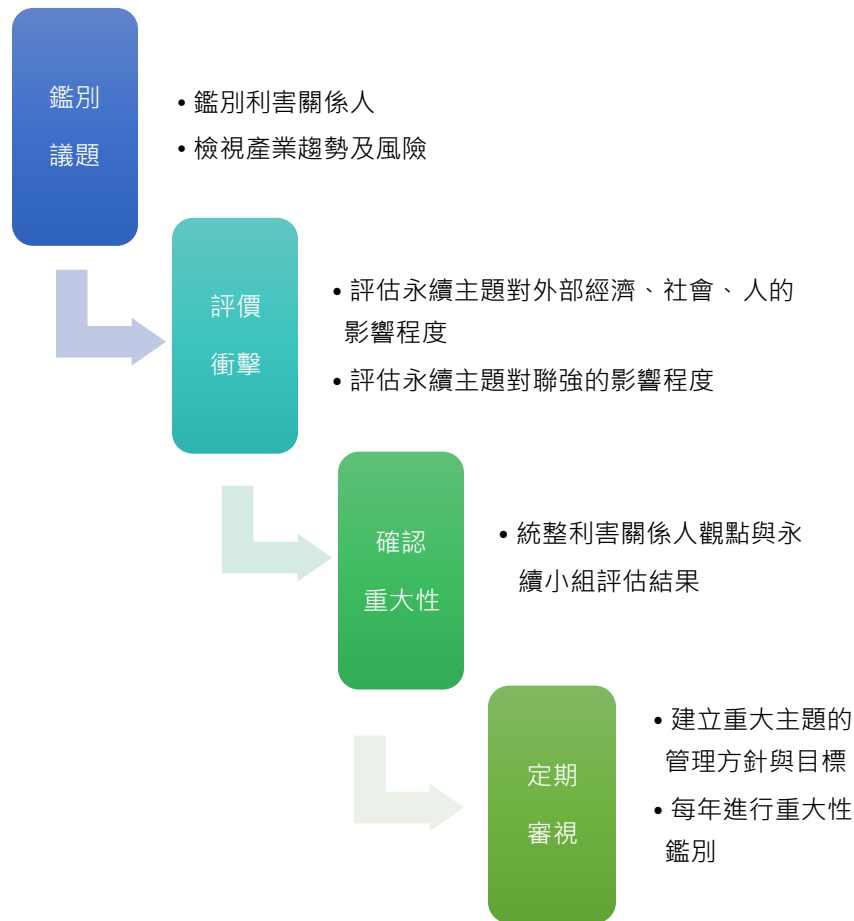 鑑別
議題
• 鑑別利害關係人
• 檢視產業趨勢及風險
評價
衝擊
• 評估永續主題對外部經濟、社會、人的
影響程度
• 評估永續主題對聯強的影響程度
確認
重大性
• 統整利害關係人觀點與永
續小組評估結果
定期
審視
• 建立重大主題的
管理方針與目標
• 每年進行重大性
鑑別